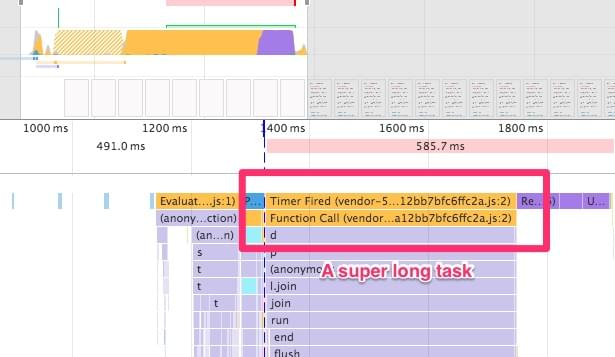 1000 ms 1200 ms 1400 ms 1600 ms 1800 ms
491.0 ms 585.7 ms
Evaluat....js:1) P... Timer Fired (vendor-5...12bb7bfc6ffc2a.js:2) Re...) U...
(anony...ction) Function Call (vendor...a12bb7bfc6ffc2a.js:2)
(an...n) d
s p
t (anonymo
A super long task
t l.join
t join
run
end
flush